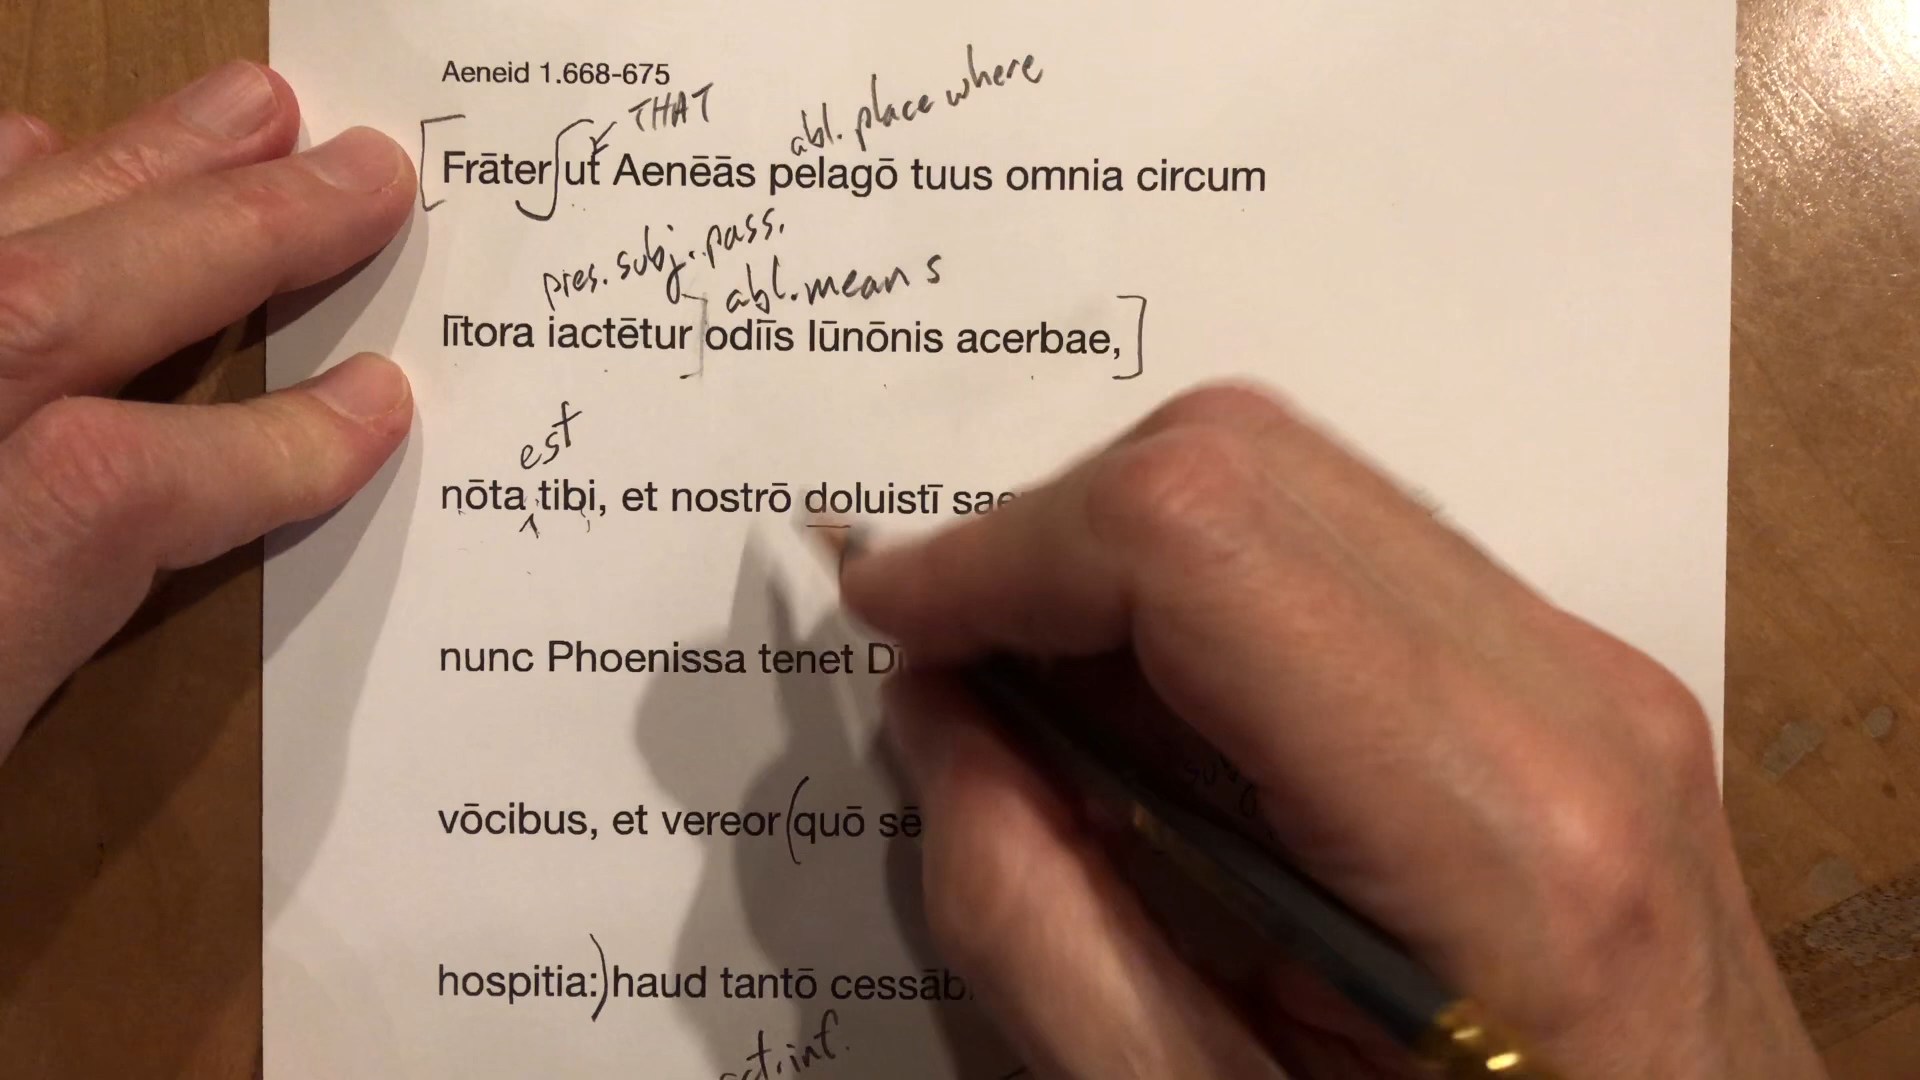 Aeneid 1.668-675
THAT
abl. place where
[Frāter [ut Aenēās pelagō tuus omnia circum
pres. subj. pass.
abl. means
lītora iactētur] odiīs Iūnōnis acerbae,]
est
nōta ^ tibi, et nostrō doluistī
nunc Phoenissa tenet
vōcibus, et vereor (quō sē
hospitia:) haud tantō
inf.